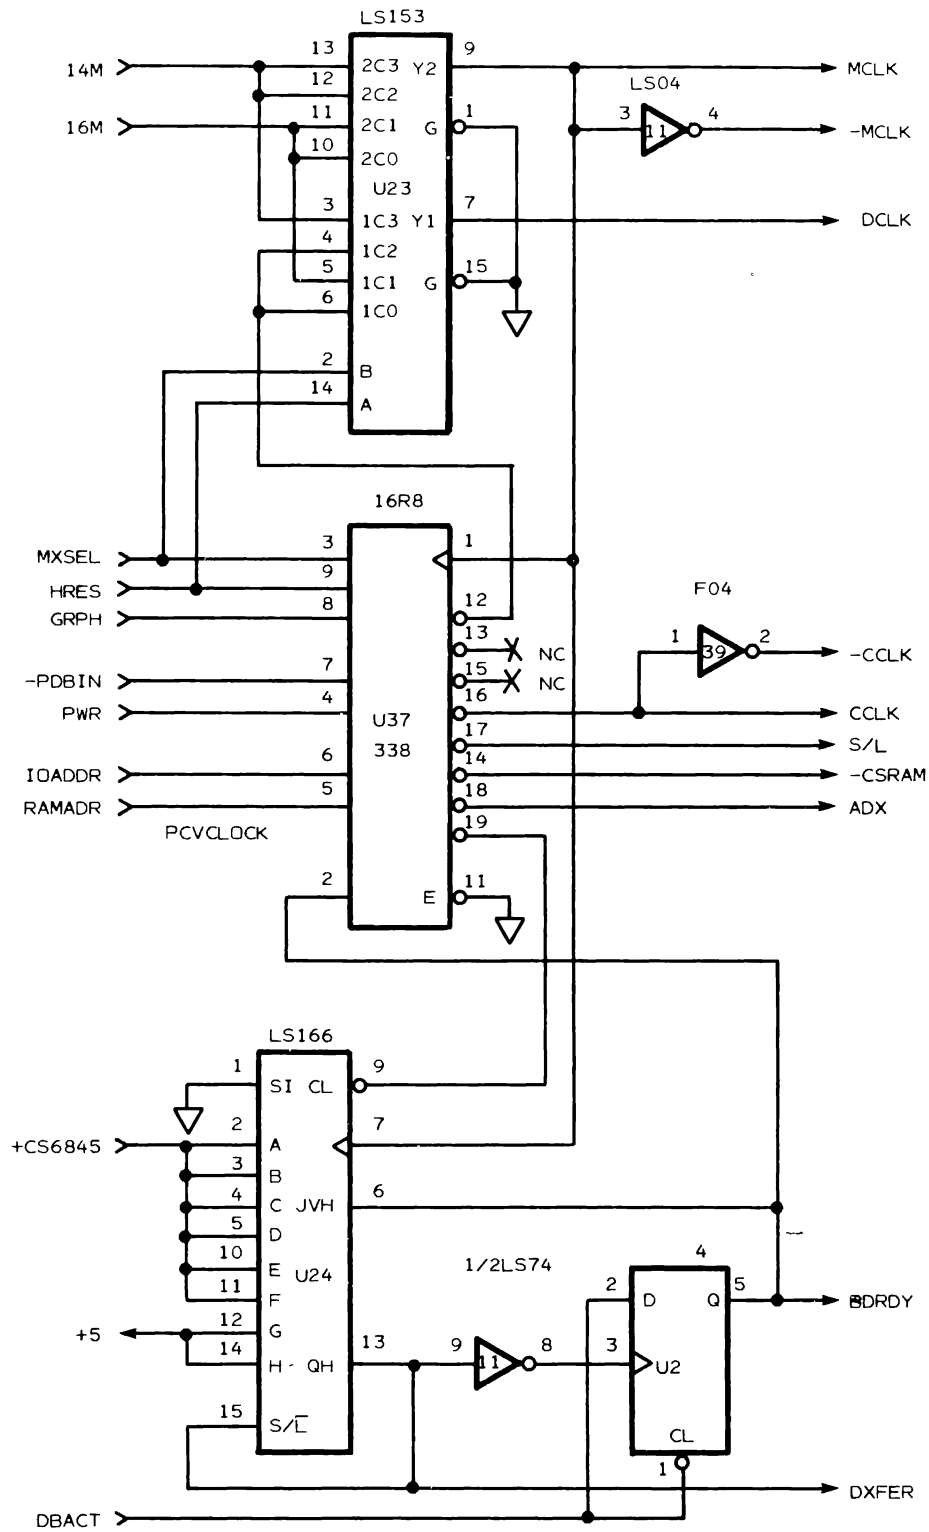 LS153
14M 13 2C3 Y2 9 MCLK
12 2C2 LS04
16M 11 2C1 G 1 3 11 4 -MCLK
10 2C0
U23
3 1C3 Y1 7 DCLK
4 1C2
5 1C1 G 15
6 1C0
2 B
14 A
16R8
MXSEL 3 1
HRES 9 F04
GRPH 8 12
13 NC 1 39 2 -CCLK
-PDBIN 7 15 NC
PWR 4 U37 16 CCLK
338 17 S/L
IOADDR 6 14 -CSRAM
RAMADR 5 18 ADX
PCVCLOCK 19
2 E 11
LS166
1 SI CL 9
+CS6845 2 A 7
3 B
4 C JVH 6
5 D
10 E U24 1/2LS74 4
11 F 2 D Q 5 BDRDY
+5 12 G
14 H- QH 13 9 11 8 3 U2
15 S/L
CL
1
DXFER
DBACT